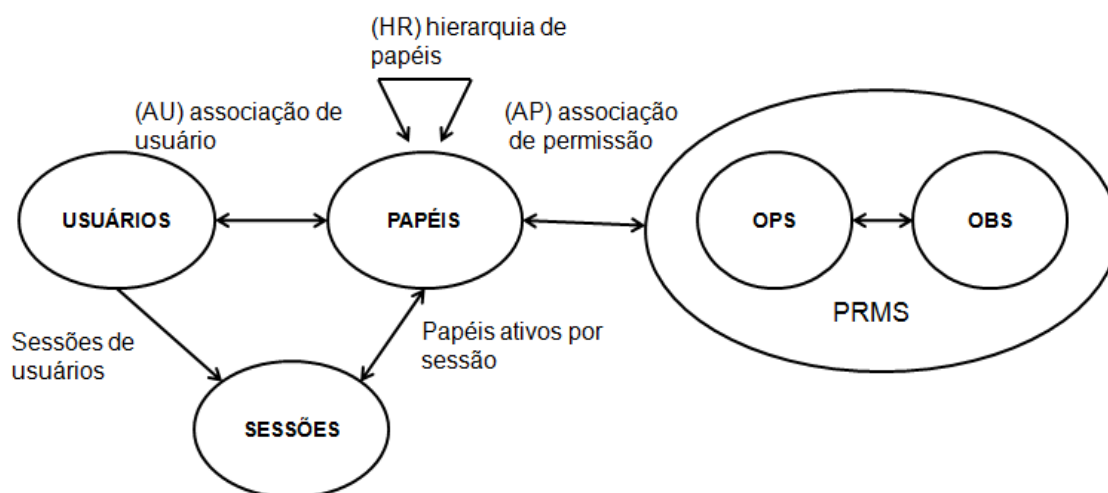 (HR) hierarquia de
papéis
(AU) associação de
usuário
(AP) associação
de permissão
USUÁRIOS
PAPÉIS
OPS
OBS
PRMS
Sessões de
usuários
Papéis ativos por
sessão
SESSÕES